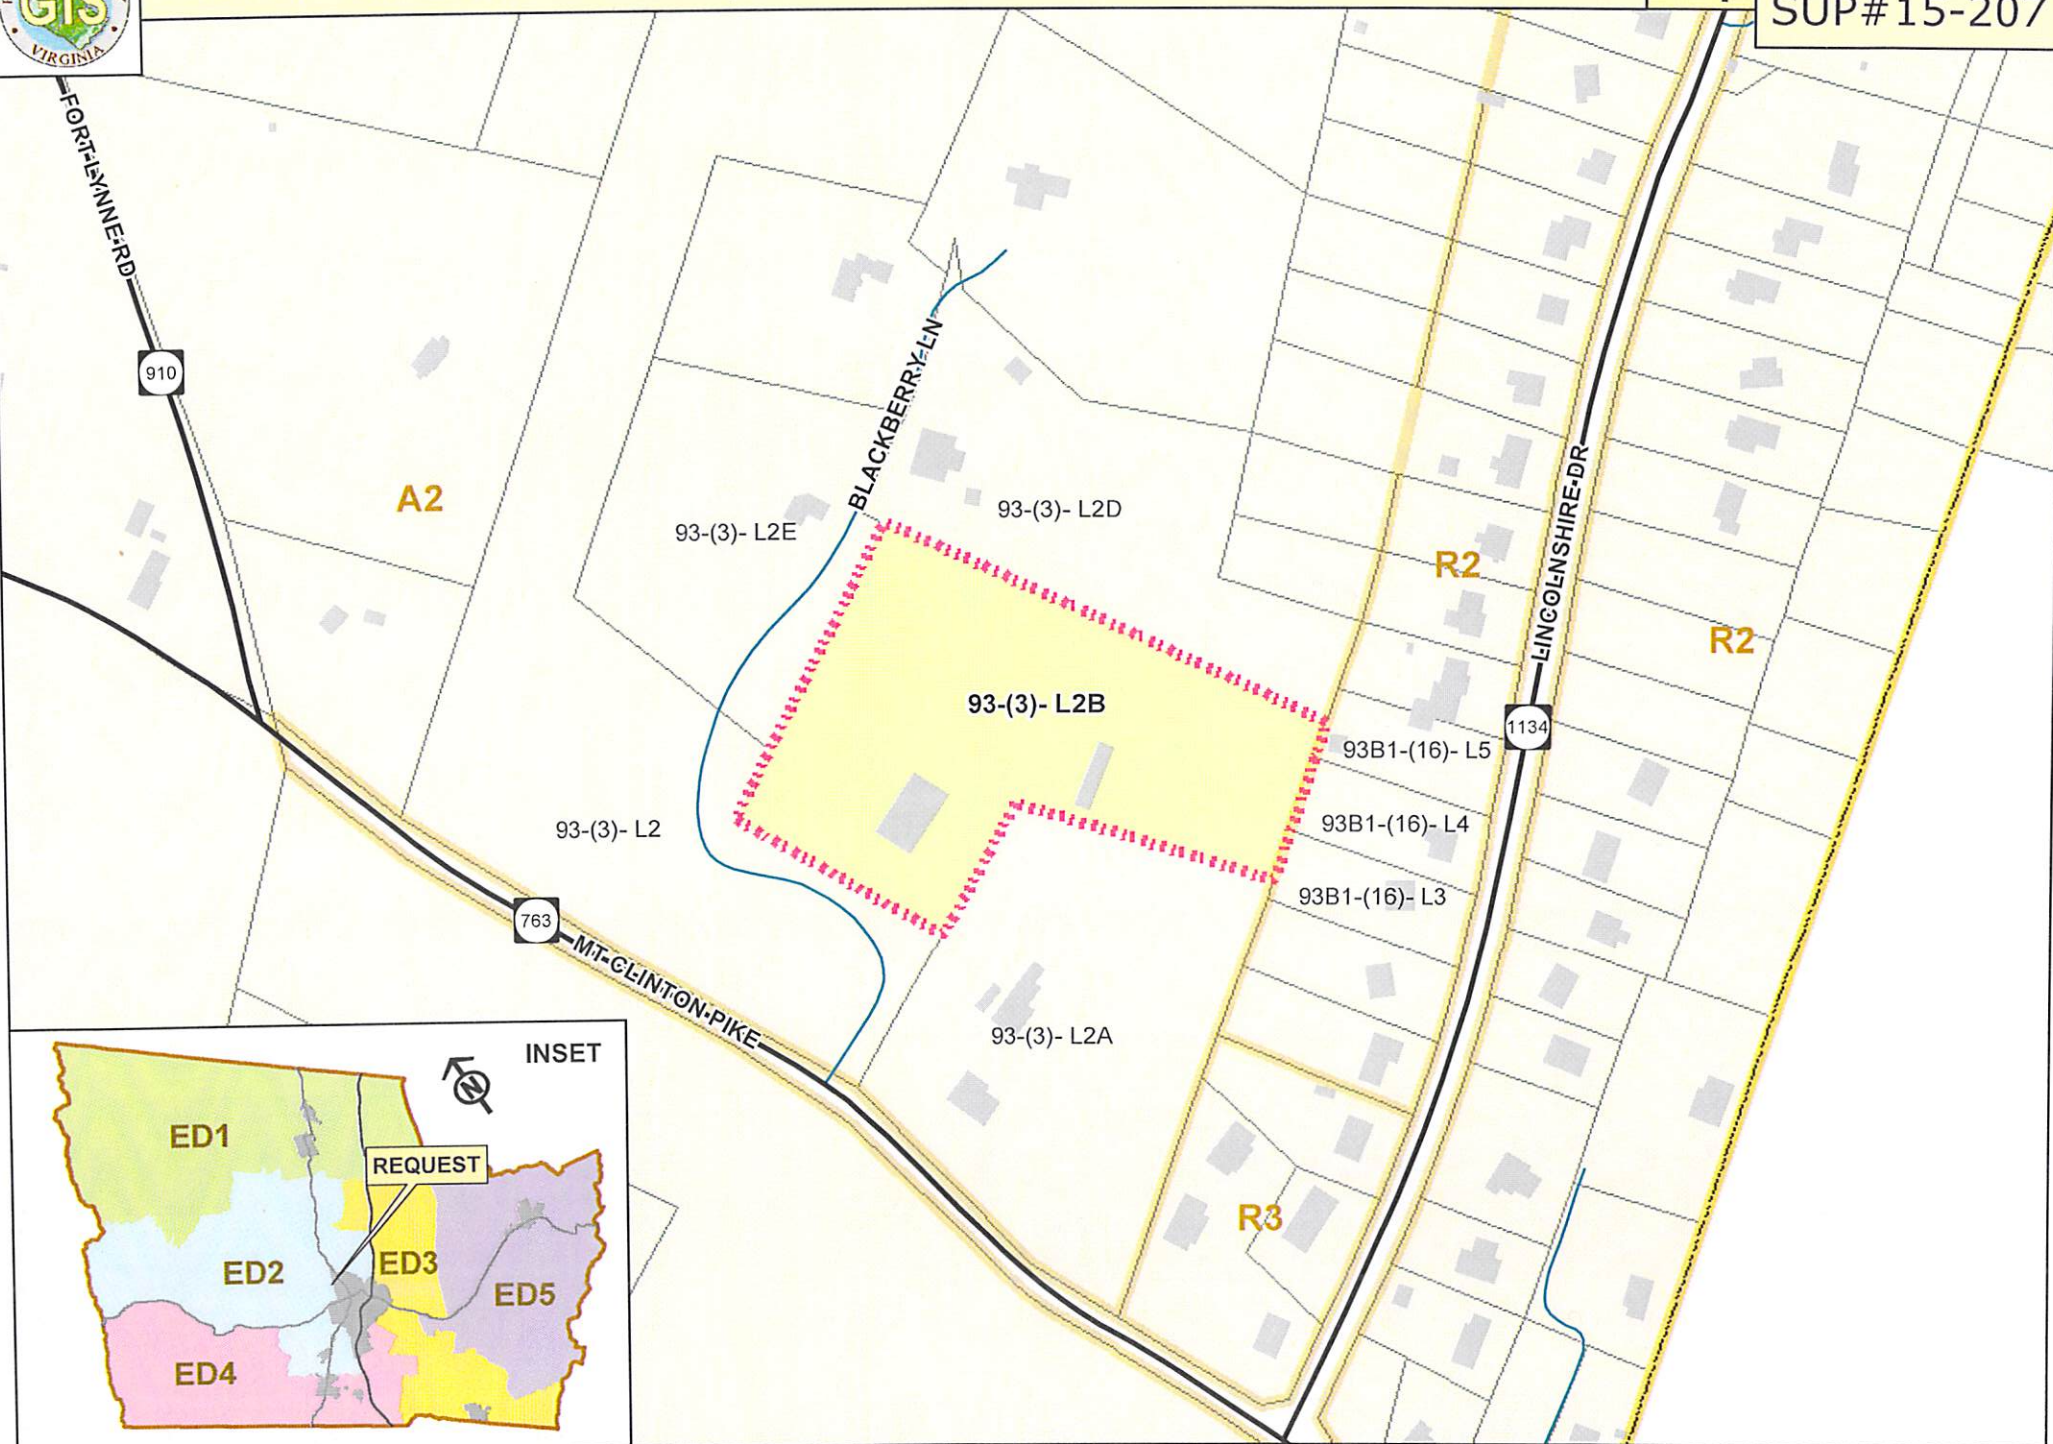 GIS
VIRGINIA
SUP#15-207
FORT LYNNE RD
910
A2
BLACKBERRY LN
93-(3)- L2E
93-(3)- L2D
R2
LINCOLNSHIRE DR
R2
93-(3)- L2B
1134
93B1-(16)- L5
93-(3)- L2
93B1-(16)- L4
93B1-(16)- L3
763
MT CLINTON PIKE
93-(3)- L2A
R3
INSET
N
ED1
REQUEST
ED2
ED3
ED5
ED4